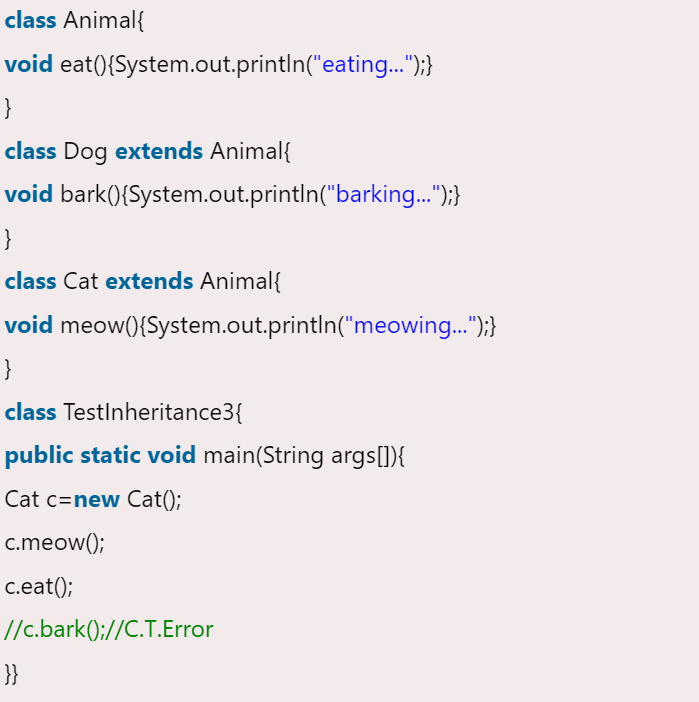 class Animal{
void eat(){System.out.println("eating...");}
}
class Dog extends Animal{
void bark(){System.out.println("barking...");}
}
class Cat extends Animal{
void meow(){System.out.println("meowing...");}
}
class TestInheritance3{
public static void main(String args[]){
Cat c=new Cat();
c.meow();
c.eat();
//c.bark();//C.T.Error
}}